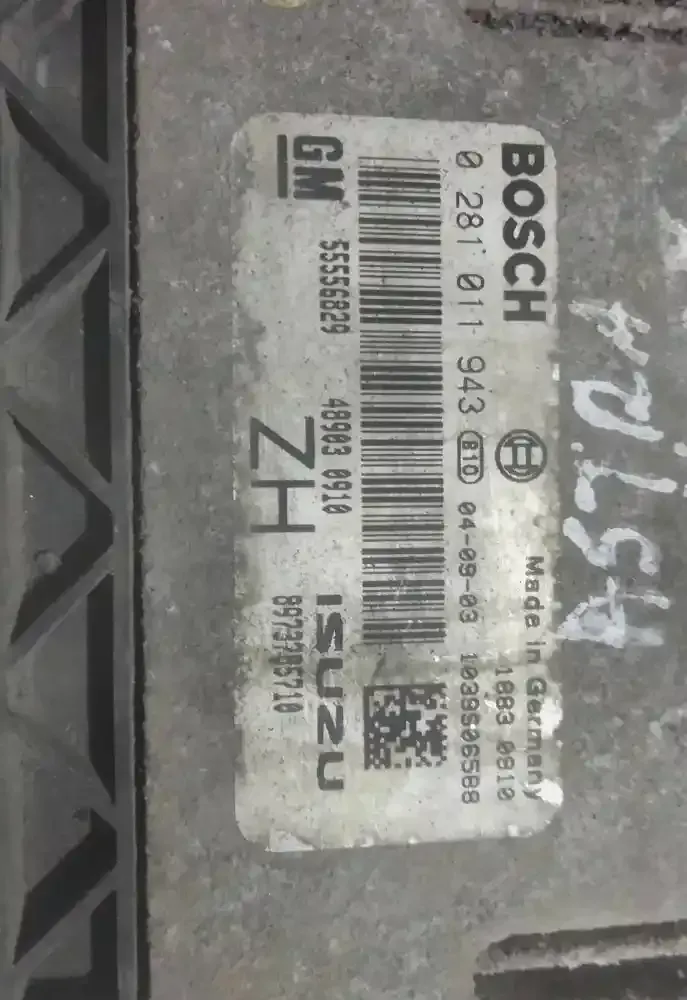 BOSCH
Made in Germany
1883 0810
0 281 011 943 B10 04-09-03 1039S06588
GM
55556829 48903 0910
ZH
ISUZU
8973785710